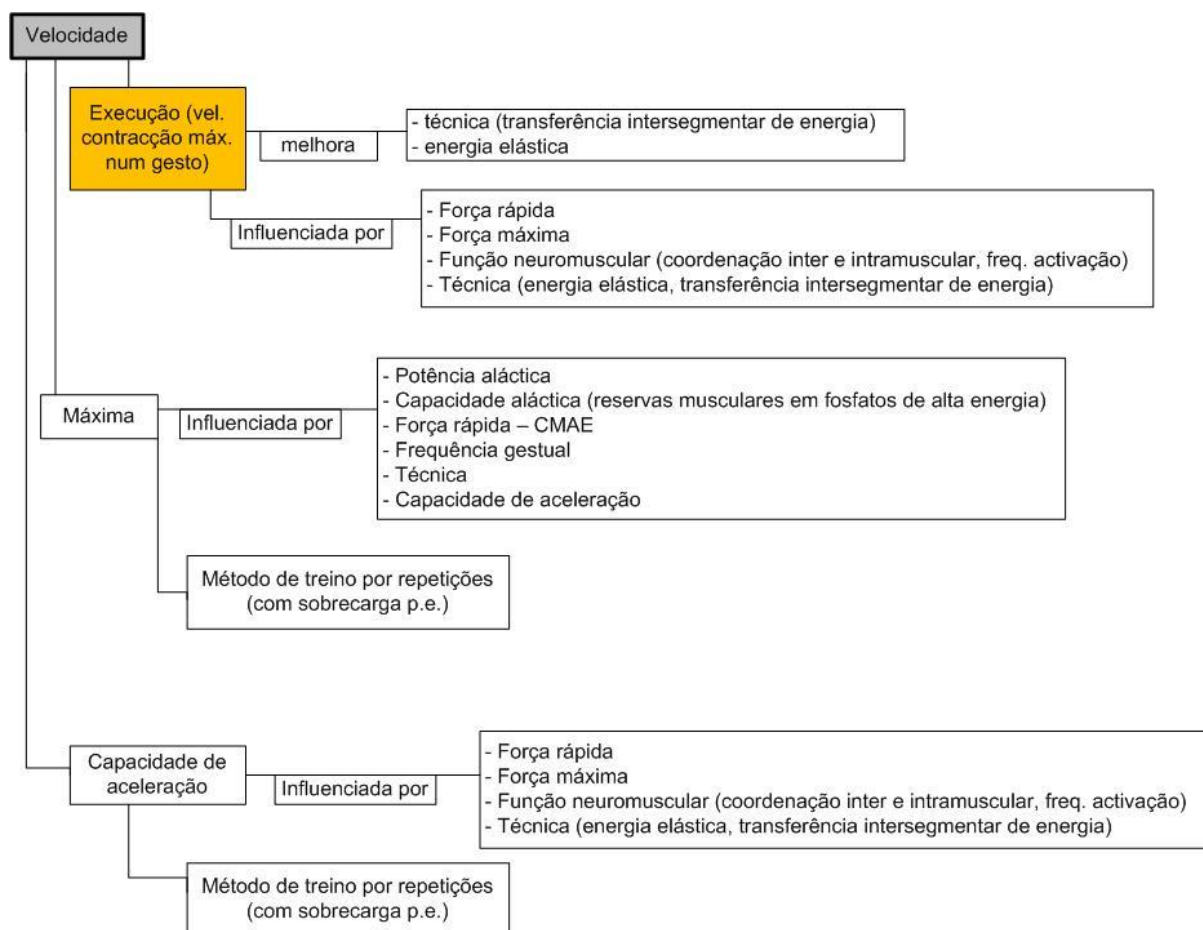 Velocidade
Execução (vel.
contracção máx.
num gesto)
melhora
- técnica (transferência intersegmentar de energia)
- energia elástica
Influenciada por
- Força rápida
- Força máxima
- Função neuromuscular (coordenação inter e intramuscular, freq. activação)
- Técnica (energia elástica, transferência intersegmentar de energia)
Máxima
Influenciada por
- Potência aláctica
- Capacidade aláctica (reservas musculares em fosfatos de alta energia)
- Força rápida – CMAE
- Frequência gestual
- Técnica
- Capacidade de aceleração
Método de treino por repetições
(com sobrecarga p.e.)
Capacidade de
aceleração
Influenciada por
- Força rápida
- Força máxima
- Função neuromuscular (coordenação inter e intramuscular, freq. activação)
- Técnica (energia elástica, transferência intersegmentar de energia)
Método de treino por repetições
(com sobrecarga p.e.)